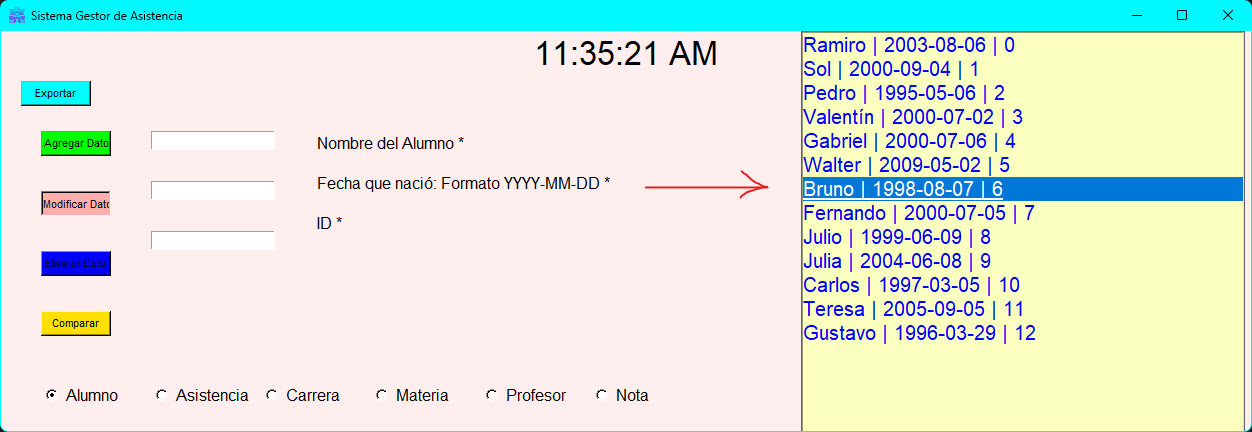 Sistema Gestor de Asistencia
11:35:21 AM
Exportar
Agregar Dato
Modificar Dato
Eliminar Dato
Comparar
Nombre del Alumno *
Fecha que nació: Formato YYYY-MM-DD *
ID *
Alumno
Asistencia
Carrera
Materia
Profesor
Nota
Ramiro | 2003-08-06 | 0
Sol | 2000-09-04 | 1
Pedro | 1995-05-06 | 2
Valentín | 2000-07-02 | 3
Gabriel | 2000-07-06 | 4
Walter | 2009-05-02 | 5
Bruno | 1998-08-07 | 6
Fernando | 2000-07-05 | 7
Julio | 1999-06-09 | 8
Julia | 2004-06-08 | 9
Carlos | 1997-03-05 | 10
Teresa | 2005-09-05 | 11
Gustavo | 1996-03-29 | 12